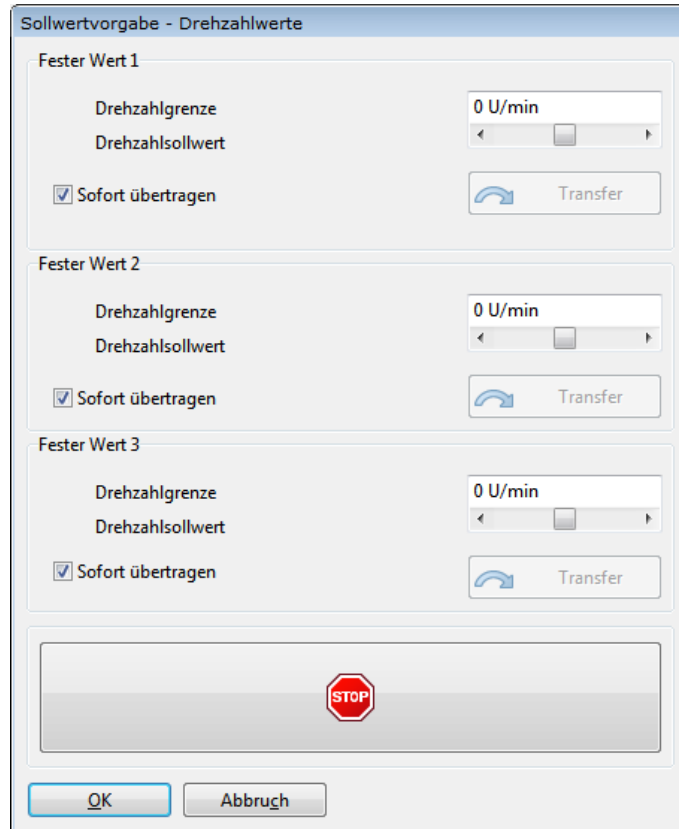 Sollwertvorgabe - Drehzahlwerte
Fester Wert 1
Drehzahlgrenze
0 U/min
Drehzahlsollwert
Sofort übertragen
Transfer
Fester Wert 2
Drehzahlgrenze
0 U/min
Drehzahlsollwert
Sofort übertragen
Transfer
Fester Wert 3
Drehzahlgrenze
0 U/min
Drehzahlsollwert
Sofort übertragen
Transfer
STOP
OK
Abbruch